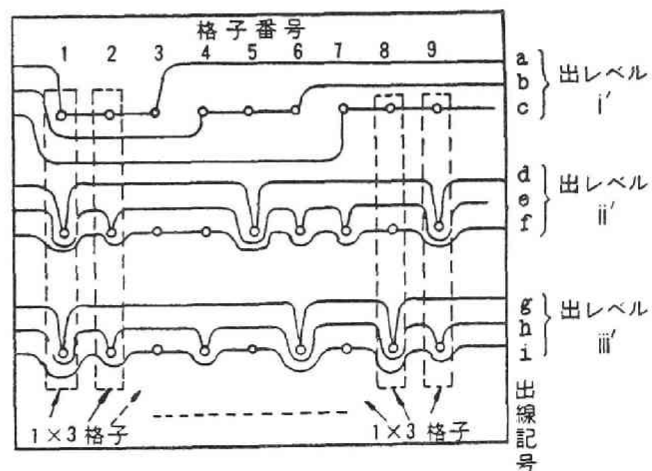 格子番号
1 2 3 4 5 6 7 8 9
a
b
c
出レベル
i′
d
e
f
出レベル
ii′
g
h
i
出レベル
iii′
1×3 格子
1×3 格子
出線記号